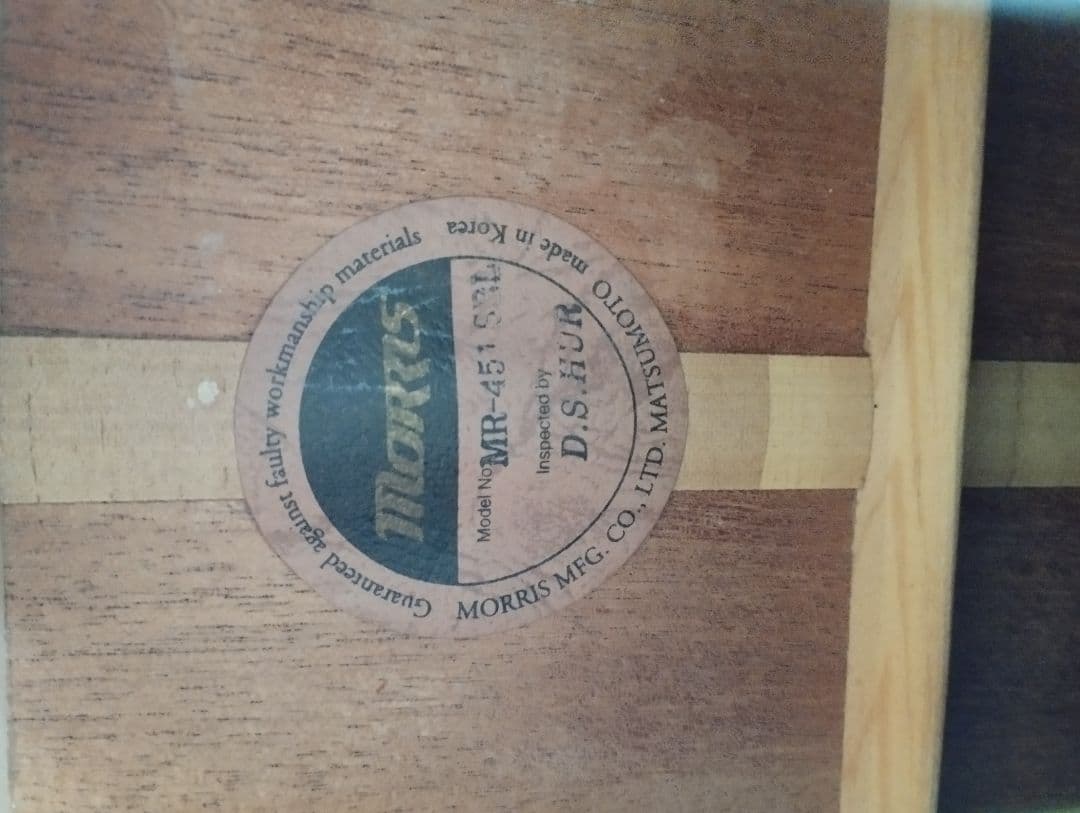 Guaranteed against faulty workmanship materials
Morris
Model No. MR-451 SBL
Inspected by
D.S.HUR
MORRIS MFG. CO., LTD. MATSUMOTO made in Korea